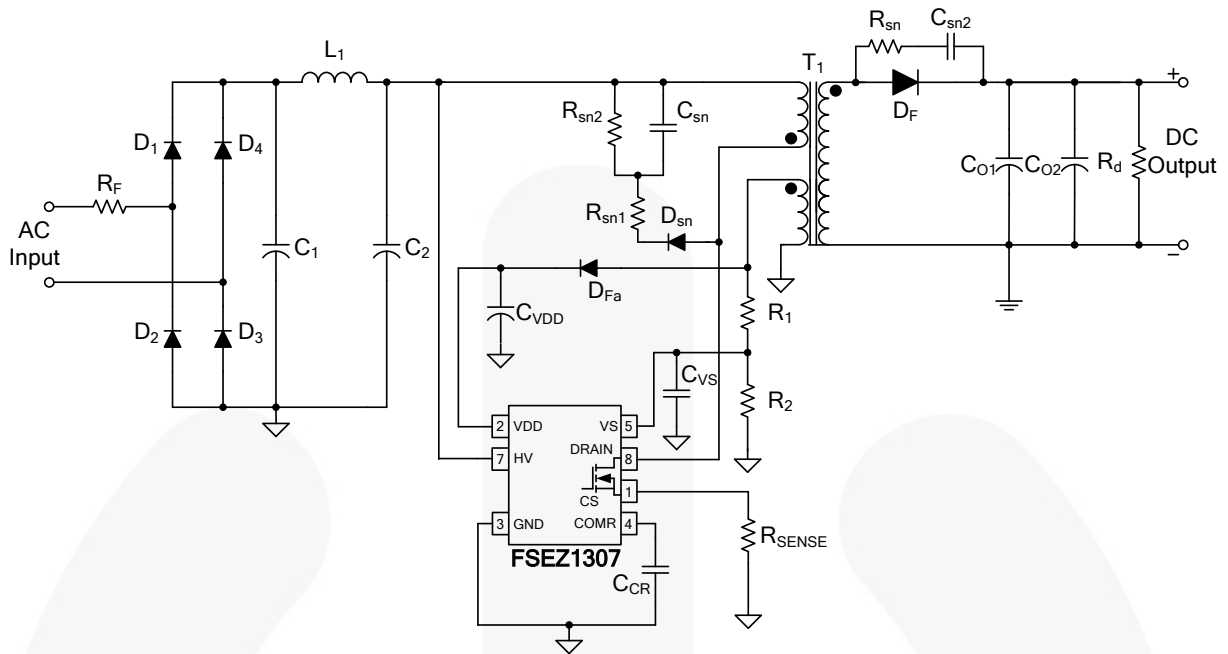 Rsn
Csn2
L1
T1
+
Rsn2
Csn
DF
D1
D4
DC
Output
CO1
CO2
Rd
RF
Rsn1
Dsn
AC
Input
C1
C2
−
DFa
R1
CVDD
D2
D3
CVS
R2
2
VDD
VS
5
DRAIN
7
HV
8
CS
1
3
GND
COMR
4
RSENSE
FSEZ1307
CCR